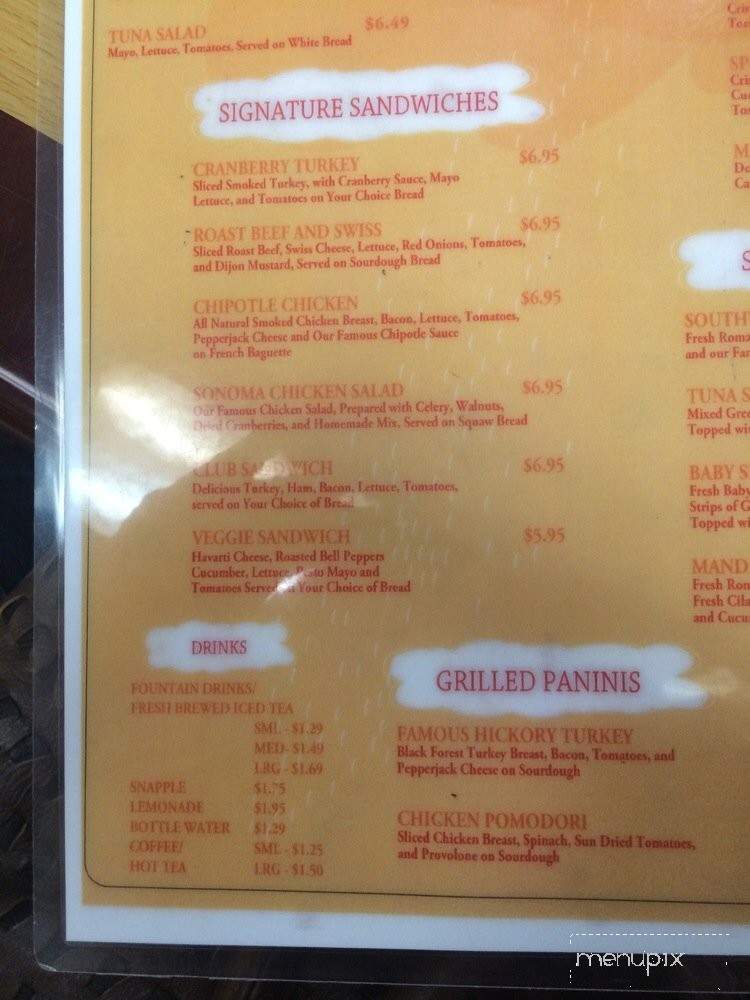 TUNA SALAD $6.49
Mayo, Lettuce, Tomatoes, Served on White Bread
SIGNATURE SANDWICHES
CRANBERRY TURKEY $6.95
Sliced Smoked Turkey, with Cranberry Sauce, Mayo
Lettuce, and Tomatoes on Your Choice Bread
ROAST BEEF AND SWISS $6.95
Sliced Roast Beef, Swiss Cheese, Lettuce, Red Onions, Tomatoes,
and Dijon Mustard, Served on Sourdough Bread
CHIPOTLE CHICKEN $6.95
All Natural Smoked Chicken Breast, Bacon, Lettuce, Tomatoes,
Pepperjack Cheese and Our Famous Chipotle Sauce
on French Baguette
SONOMA CHICKEN SALAD $6.95
Our Famous Chicken Salad, Prepared with Celery, Walnuts,
Dried Cranberries, and Homemade Mix, Served on Squaw Bread
CLUB SANDWICH $6.95
Delicious Turkey, Ham, Bacon, Lettuce, Tomatoes,
served on Your Choice of Bread
VEGGIE SANDWICH $5.95
Havarti Cheese, Roasted Bell Peppers
Cucumber, Lettuce, Pesto Mayo and
Tomatoes Served on Your Choice of Bread
DRINKS
FOUNTAIN DRINKS/
FRESH BREWED ICED TEA
SML - $1.29
MED- $1.49
LRG - $1.69
SNAPPLE $1.75
LEMONADE $1.95
BOTTLE WATER $1.29
COFFEE/ SML - $1.25
HOT TEA LRG - $1.50
GRILLED PANINIS
FAMOUS HICKORY TURKEY
Black Forest Turkey Breast, Bacon, Tomatoes, and
Pepperjack Cheese on Sourdough
CHICKEN POMODORI
Sliced Chicken Breast, Spinach, Sun Dried Tomatoes,
and Provolone on Sourdough
S
SOUTH
Fresh Roma
and our Fa
TUNA S
Mixed Gre
Topped wi
BABY S
Fresh Baby
Strips of G
Topped wi
MAND
Fresh Ron
Fresh Cila
and Cucu
menupix